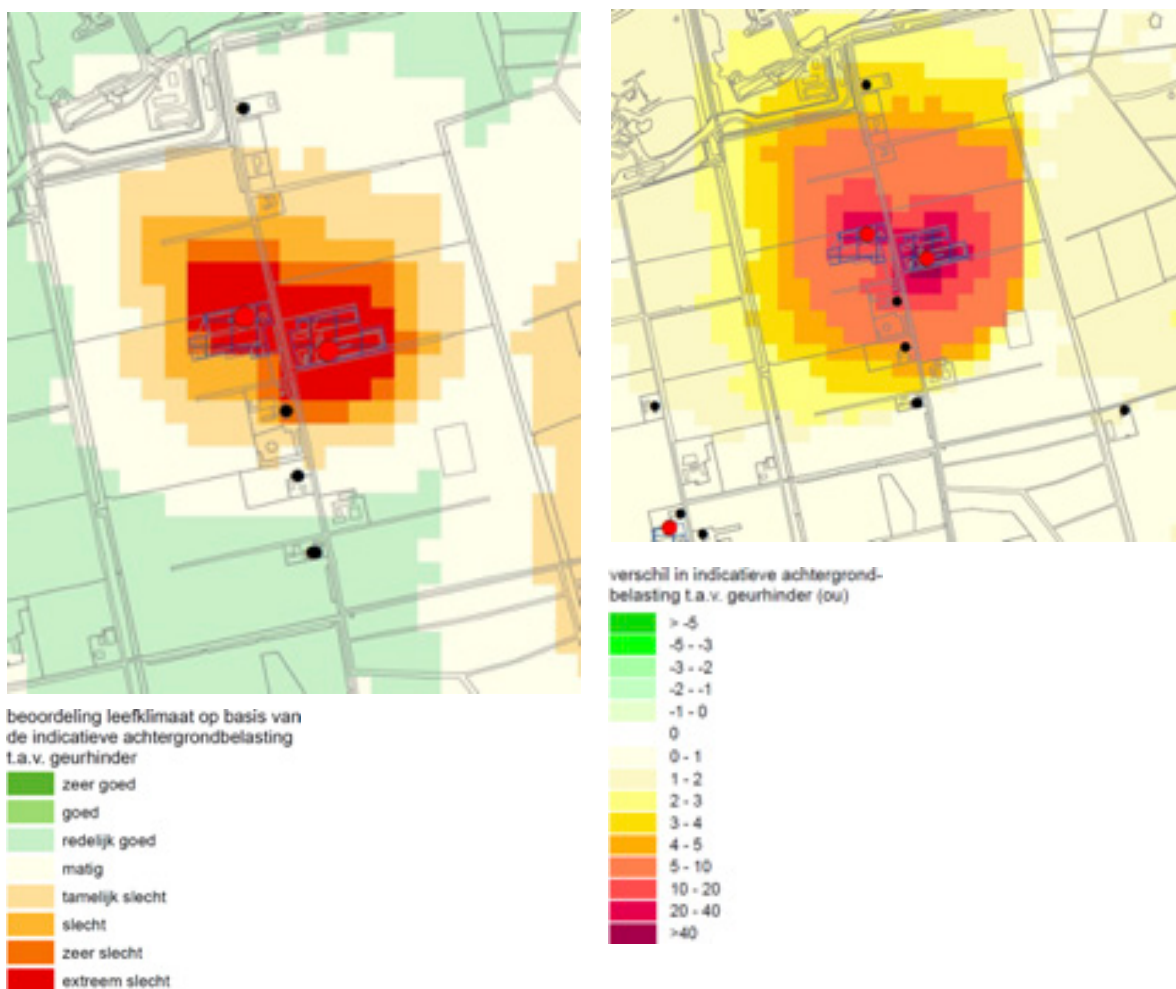 beoordeling leefklimaat op basis van
de indicatieve achtergrondbelasting
t.a.v. geurhinder
zeer goed
goed
redelijk goed
matig
tamelijk slecht
slecht
zeer slecht
extreem slecht
verschil in indicatieve achtergrond-
belasting t.a.v. geurhinder (ou)
> -5
-5 - -3
-3 - -2
-2 - -1
-1 - 0
0
0 - 1
1 - 2
2 - 3
3 - 4
4 - 5
5 - 10
10 - 20
20 - 40
>40